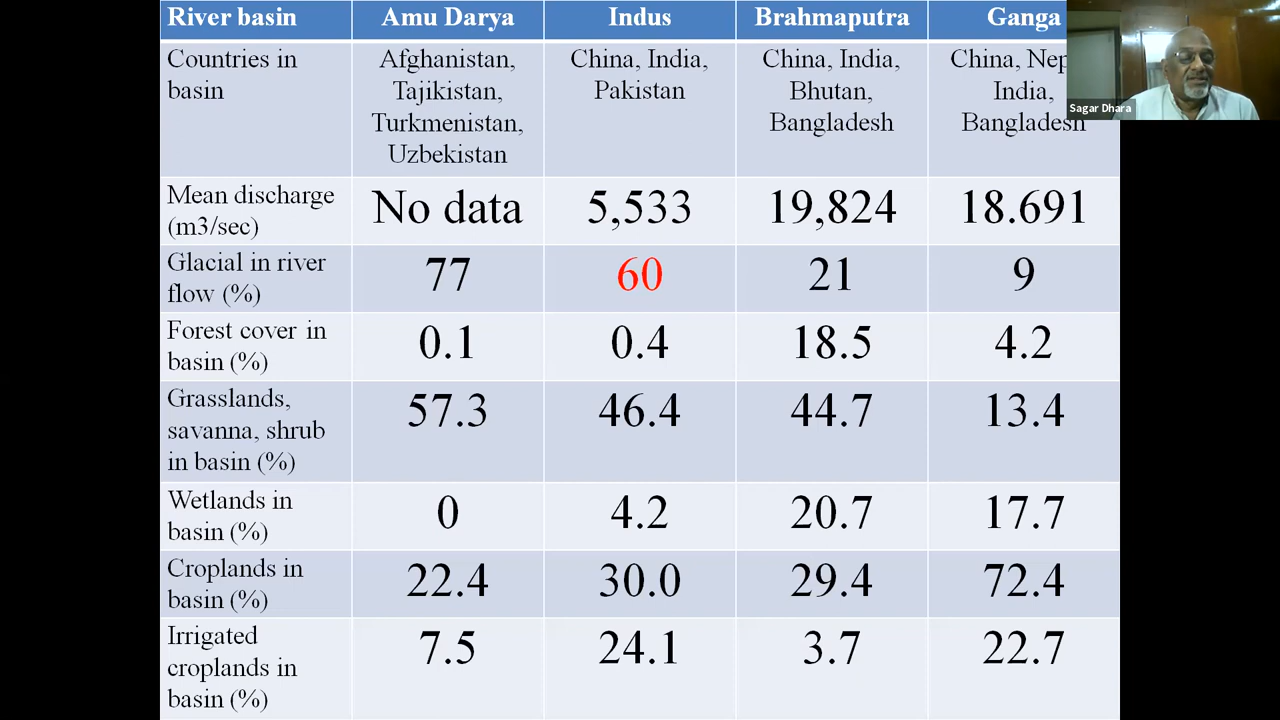 River basin Amu Darya Indus Brahmaputra Ganga
Countries in Afghanistan, China, India, China, India, China,
basin Tajikistan, Pakistan Bhutan, India,
Turkmenistan, Bangladesh Bangladesh
Uzbekistan
Sagar Dhara
Mean discharge No data 5,533 19,824 18.691
(m3/sec)
Glacial in river 77 60 21 9
flow (%)
Forest cover in 0.1 0.4 18.5 4.2
basin (%)
Grasslands, 57.3 46.4 44.7 13.4
savanna, shrub
in basin (%)
Wetlands in 0 4.2 20.7 17.7
basin (%)
Croplands in 22.4 30.0 29.4 72.4
basin (%)
Irrigated 7.5 24.1 3.7 22.7
croplands in
basin (%)